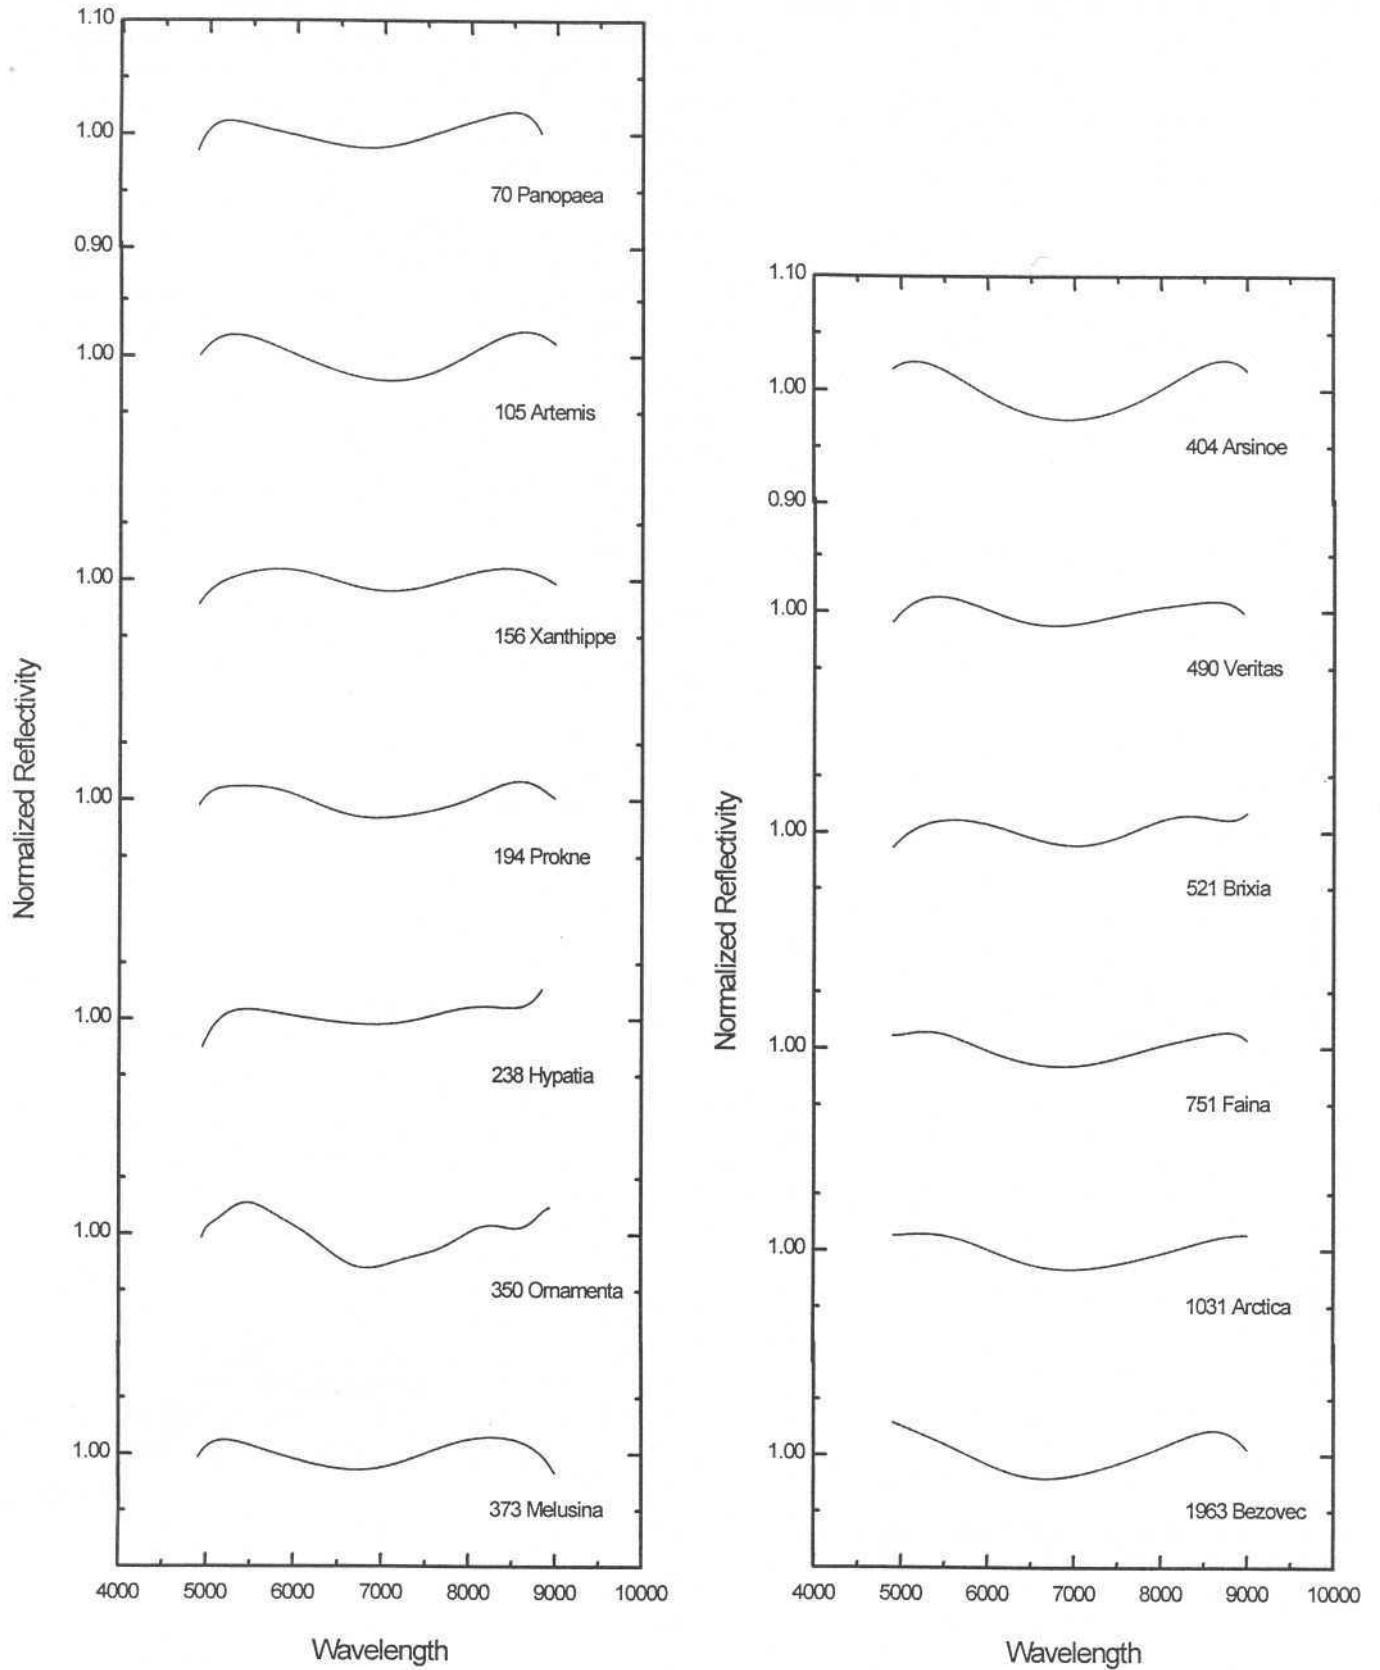 1.10
1.00
70 Panopaea
0.90
1.00
105 Artemis
1.00
156 Xanthippe
1.00
194 Prokne
1.00
238 Hypatia
1.00
350 Ornamenta
1.00
373 Melusina
4000 5000 6000 7000 8000 9000 10000
Wavelength
Normalized Reflectivity
1.10
1.00
404 Arsinoe
0.90
1.00
490 Veritas
1.00
521 Brixia
1.00
751 Faina
1.00
1031 Arctica
1.00
1963 Bezovec
4000 5000 6000 7000 8000 9000 10000
Wavelength
Normalized Reflectivity